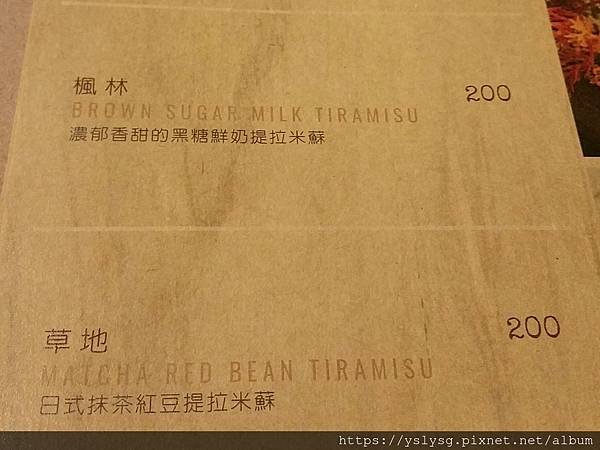 楓林
200
BROWN SUGAR MILK TIRAMISU
濃郁香甜的黑糖鮮奶提拉米蘇
草地
200
MATCHA RED BEAN TIRAMISU
日式抹茶紅豆提拉米蘇
https://yslysg.pixnet.net/album